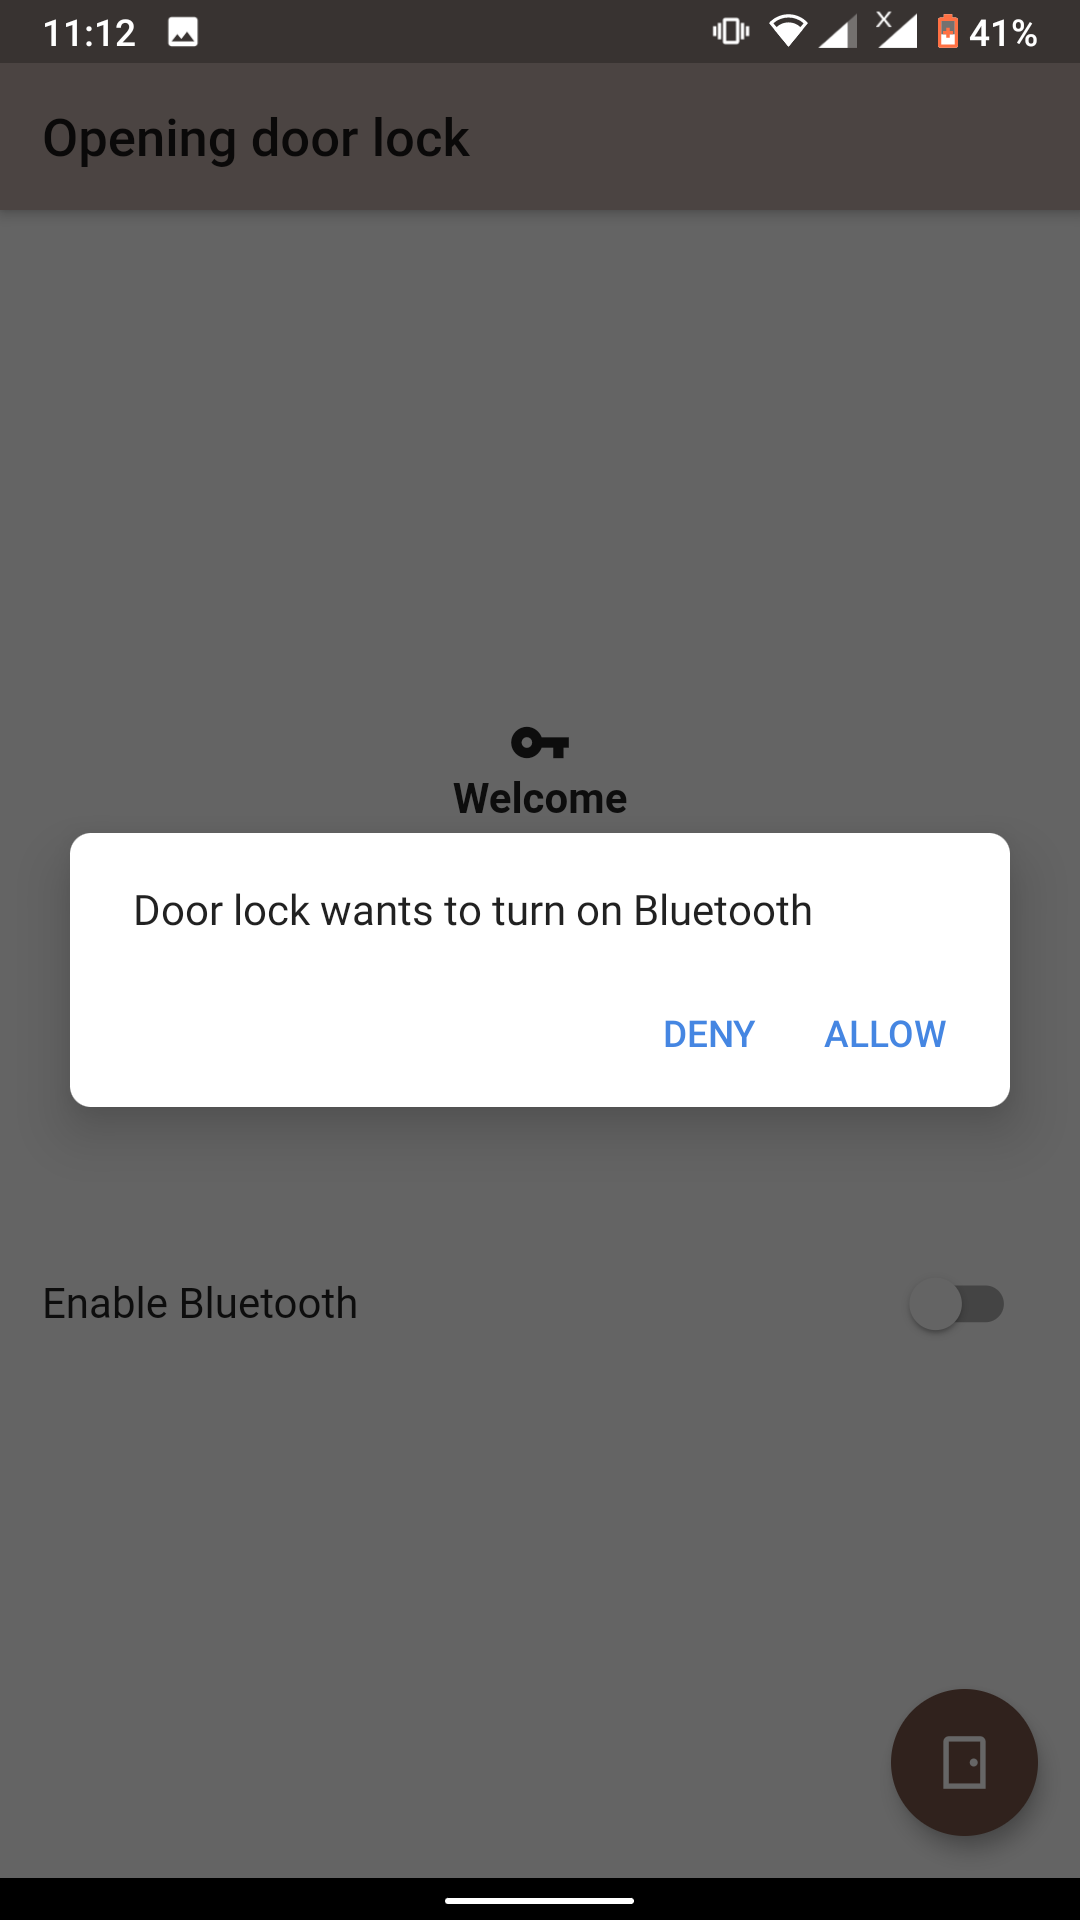 11:12
41%
Opening door lock
Welcome
Door lock wants to turn on Bluetooth
DENY ALLOW
Enable Bluetooth